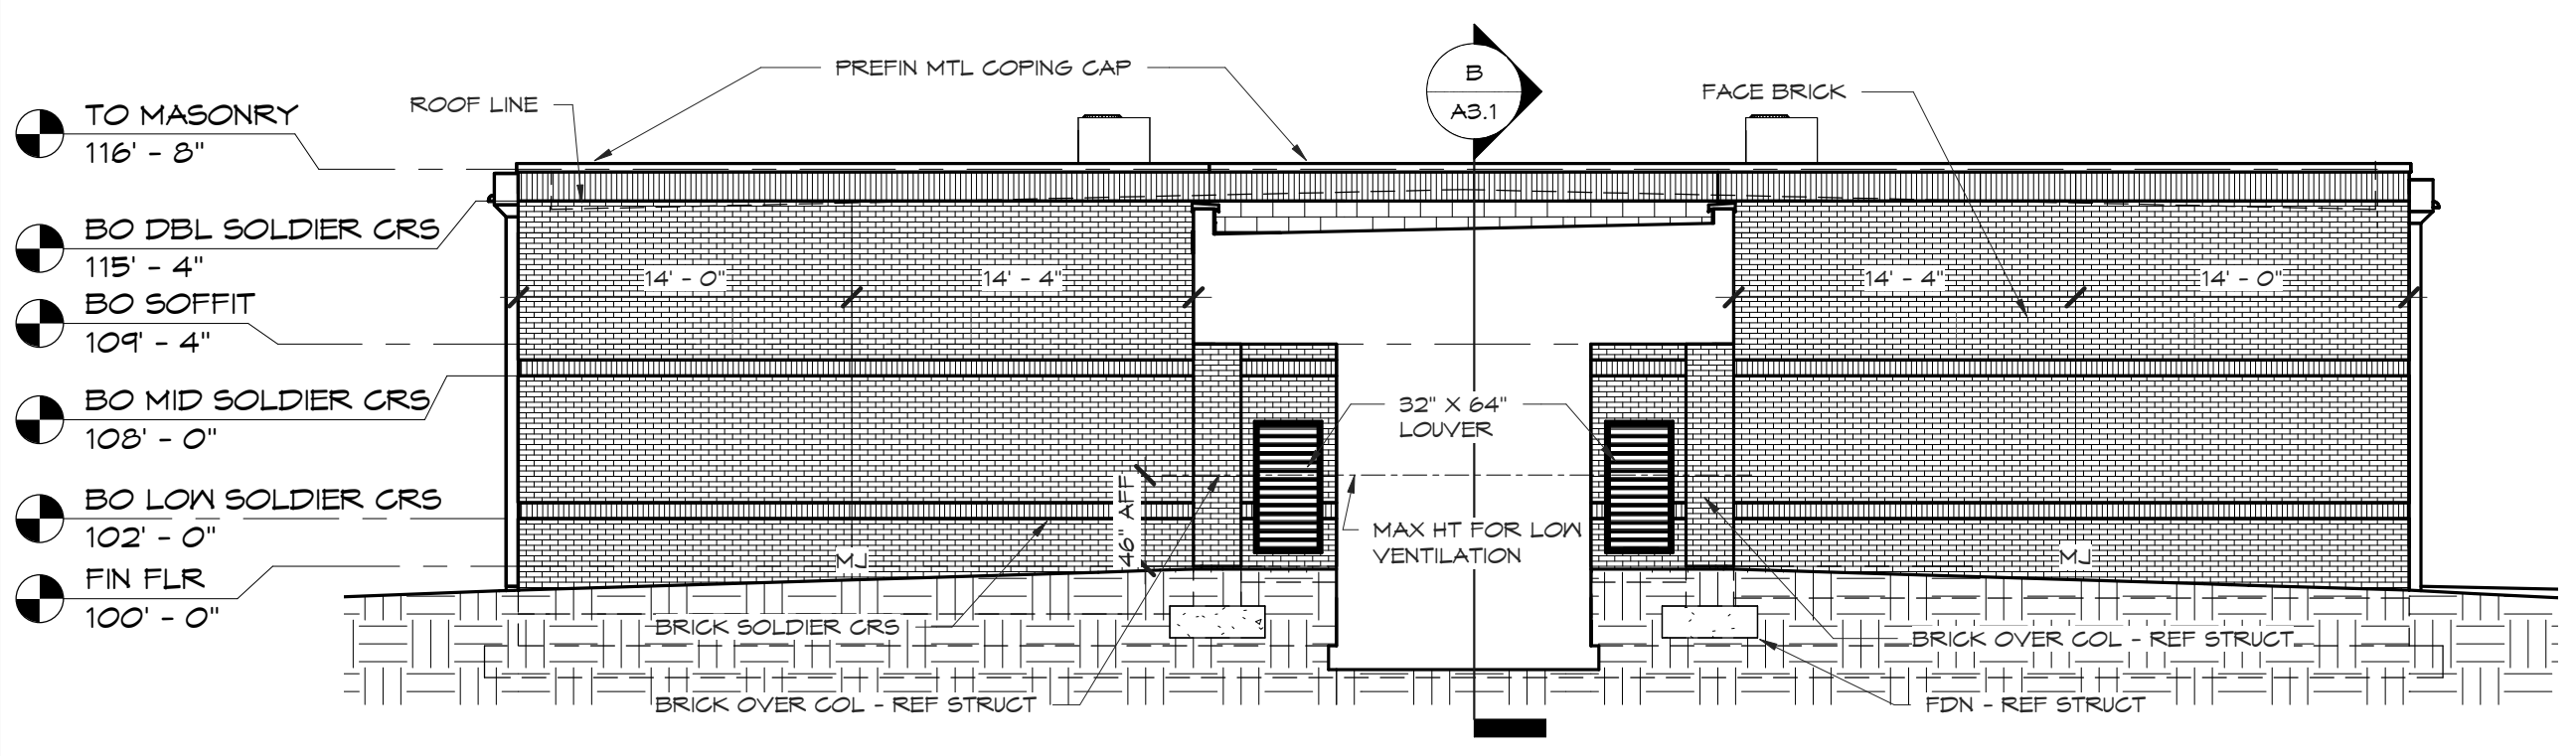 PREFIN MTL COPING CAP
B
A3.1
FACE BRICK
ROOF LINE
TO MASONRY
116' - 8"
BO DBL SOLDIER CRS
115' - 4"
BO SOFFIT
109' - 4"
BO MID SOLDIER CRS
108' - 0"
BO LOW SOLDIER CRS
102' - 0"
FIN FLR
100' - 0"
14' - 0"
14' - 4"
14' - 4"
14' - 0"
32" X 64"
LOUVER
46" AFF
MAX HT FOR LOW
VENTILATION
MJ
MJ
BRICK SOLDIER CRS
BRICK OVER COL - REF STRUCT
BRICK OVER COL - REF STRUCT
FDN - REF STRUCT